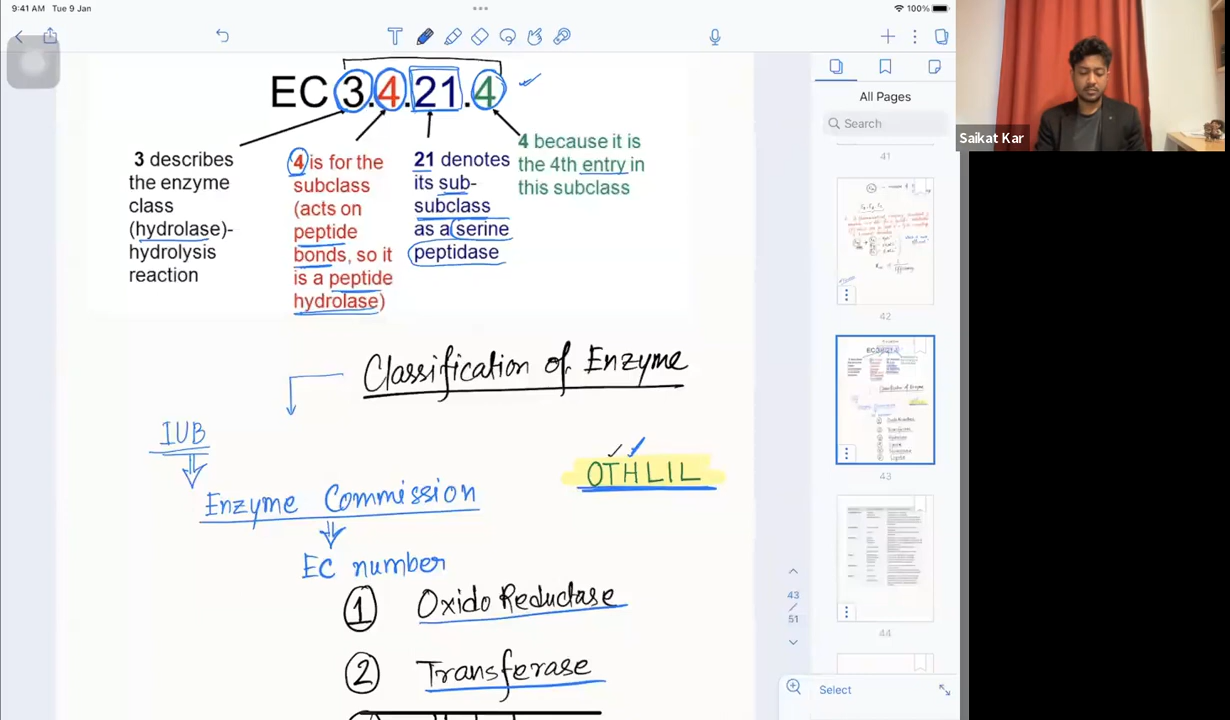 9:41 AM Tue 9 Jan
100%
EC 3.4.21.4
3 describes
the enzyme
class
(hydrolase)-
hydrolysis
reaction
4 is for the
subclass
(acts on
peptide
bonds, so it
is a peptide
hydrolase)
21 denotes
its sub-
subclass
as a serine
peptidase
4 because it is
the 4th entry in
this subclass
Classification of Enzyme
IUB
OTHLIL
Enzyme Commission
EC number
1 OxidoReductase
2 Transferase
All Pages
Search
41
42
43
44
43
/
51
Select
Saikat Kar